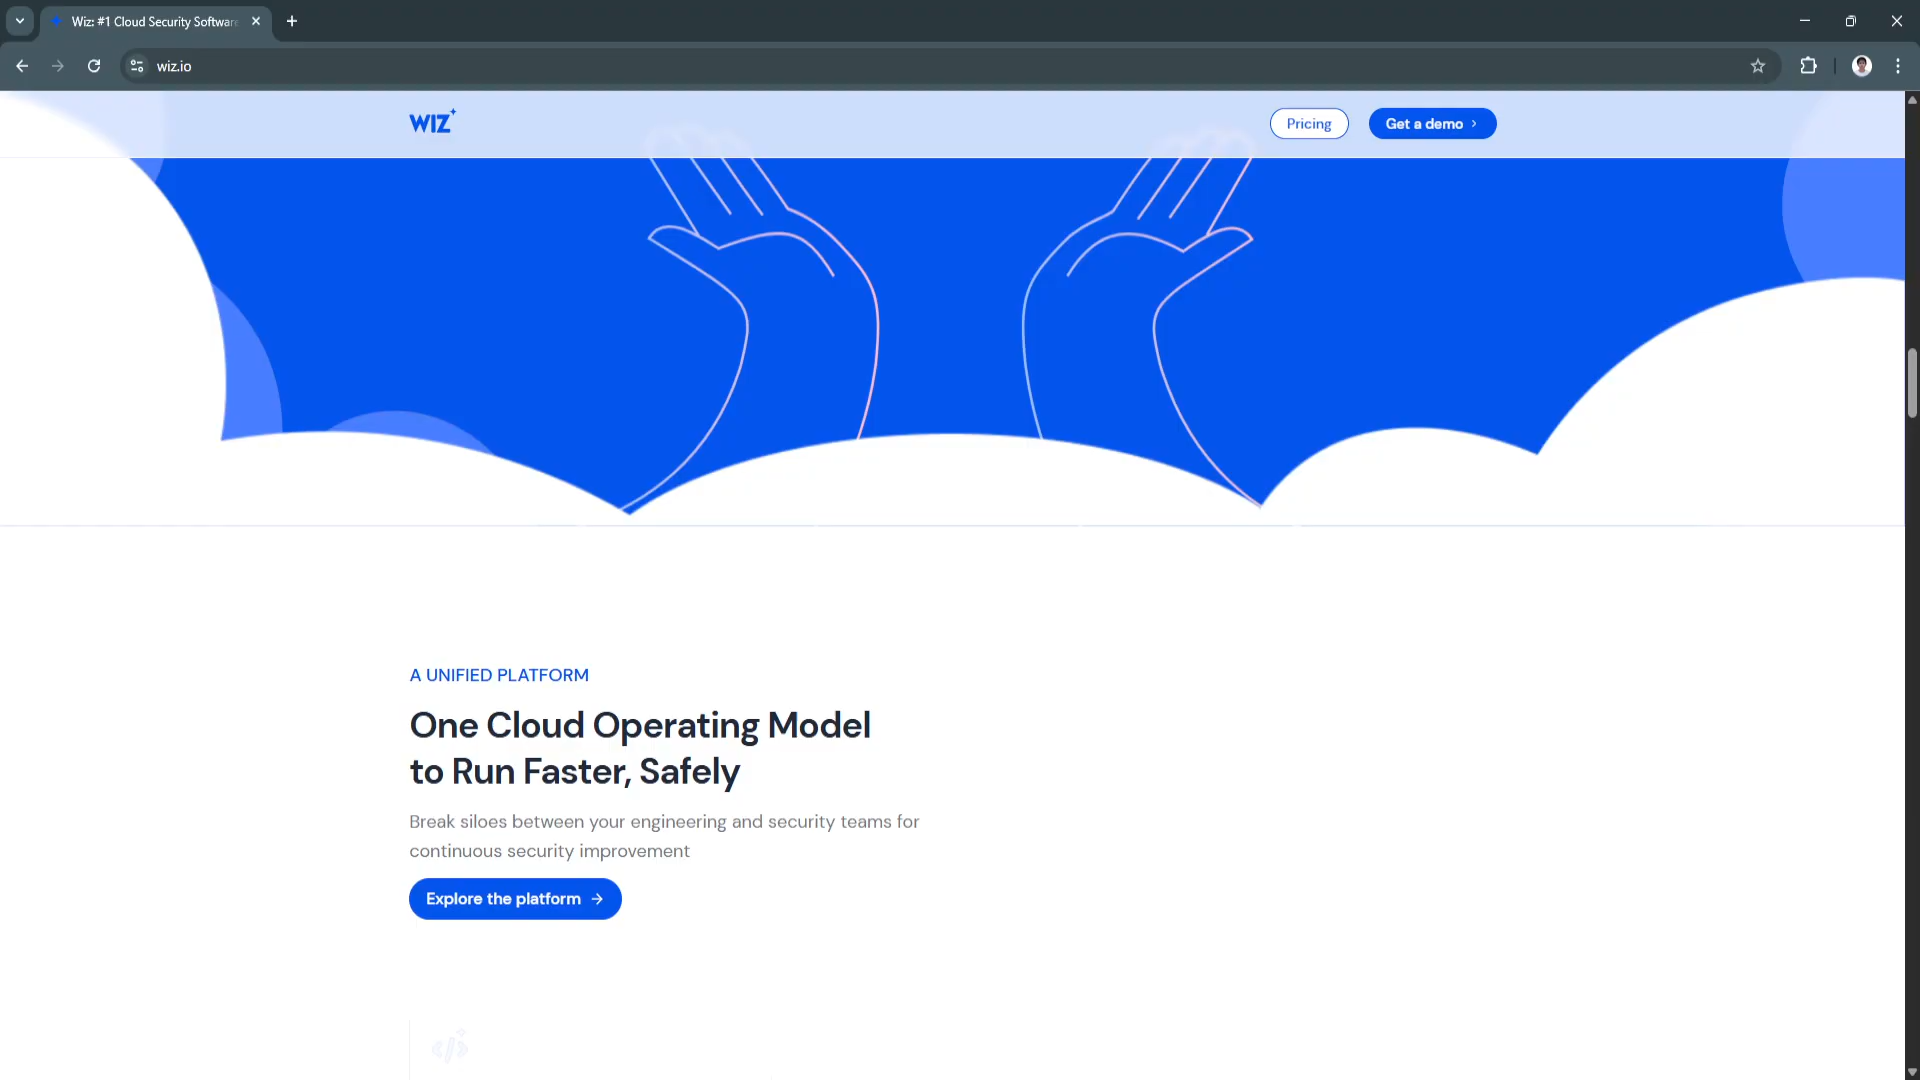 Wiz: #1 Cloud Security Software
wiz.io
WIZ
Pricing
Get a demo
A UNIFIED PLATFORM
One Cloud Operating Model
to Run Faster, Safely
Break siloes between your engineering and security teams for
continuous security improvement
Explore the platform